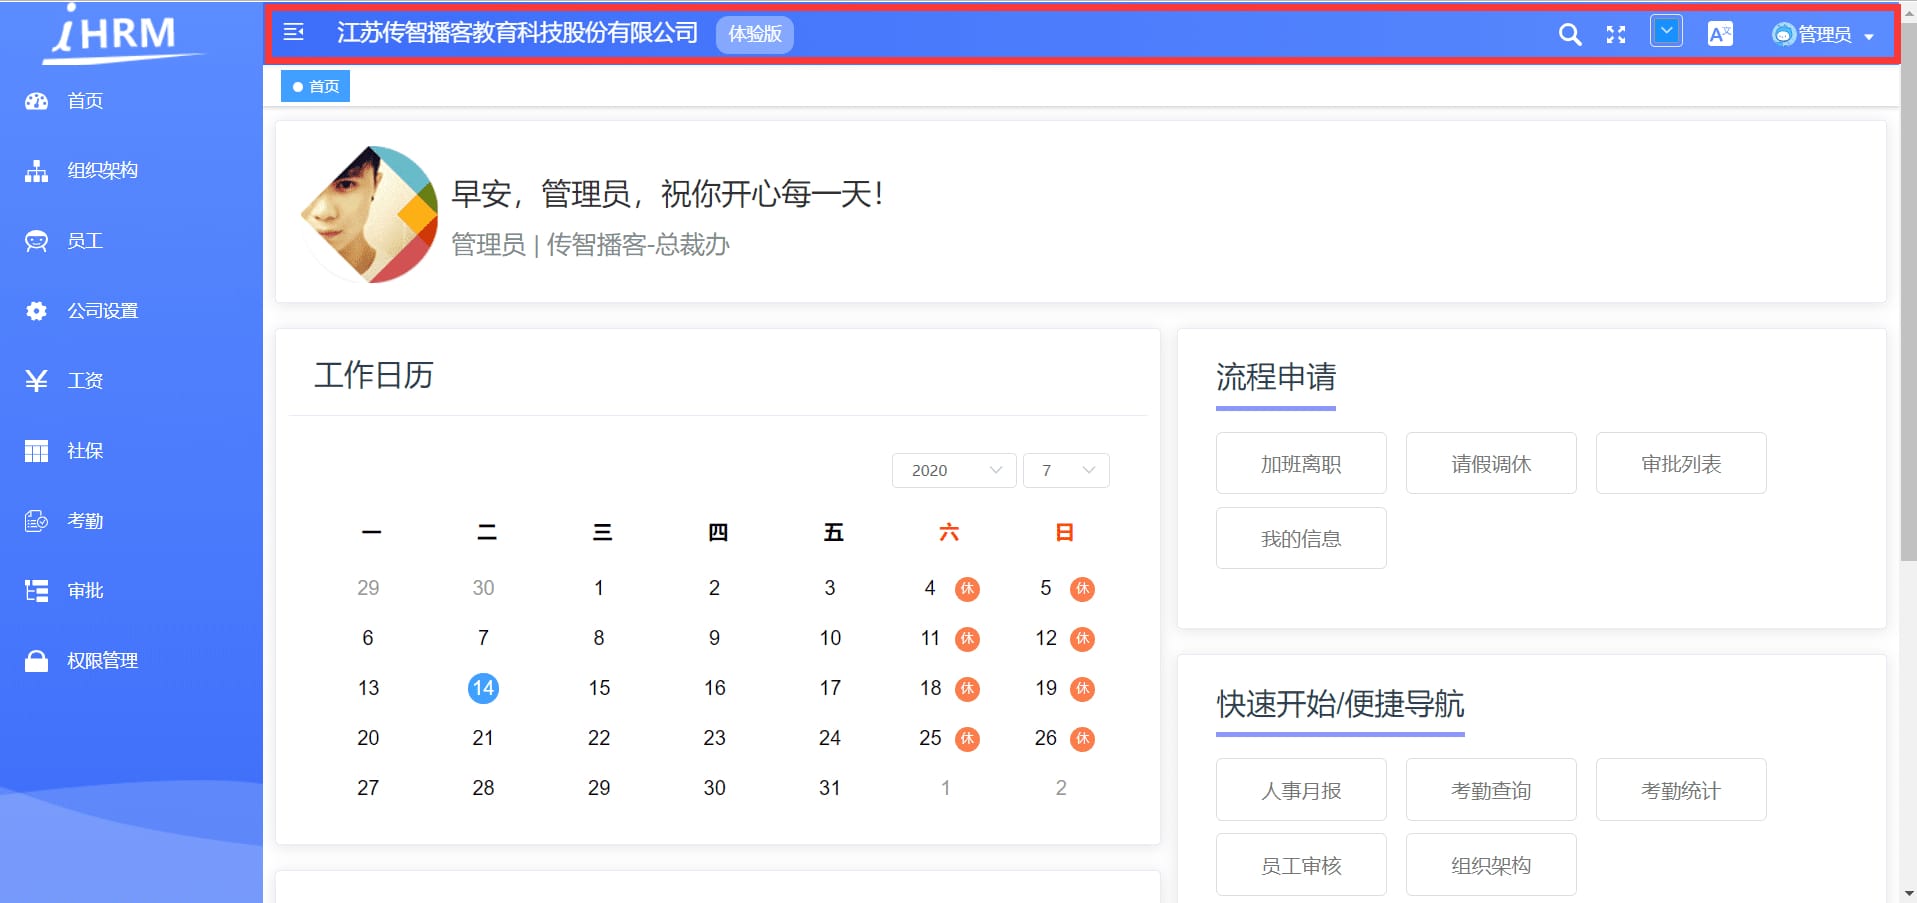 iHRM
江苏传智播客教育科技股份有限公司 体验版
A文 管理员
首页
首页
组织架构
员工
公司设置
¥ 工资
社保
考勤
审批
权限管理
早安，管理员，祝你开心每一天！
管理员 | 传智播客-总裁办
工作日历
2020 7
一 二 三 四 五 六 日
29 30 1 2 3 4 休 5 休
6 7 8 9 10 11 休 12 休
13 14 15 16 17 18 休 19 休
20 21 22 23 24 25 休 26 休
27 28 29 30 31 1 2
流程申请
加班离职 请假调休 审批列表
我的信息
快速开始/便捷导航
人事月报 考勤查询 考勤统计
员工审核 组织架构